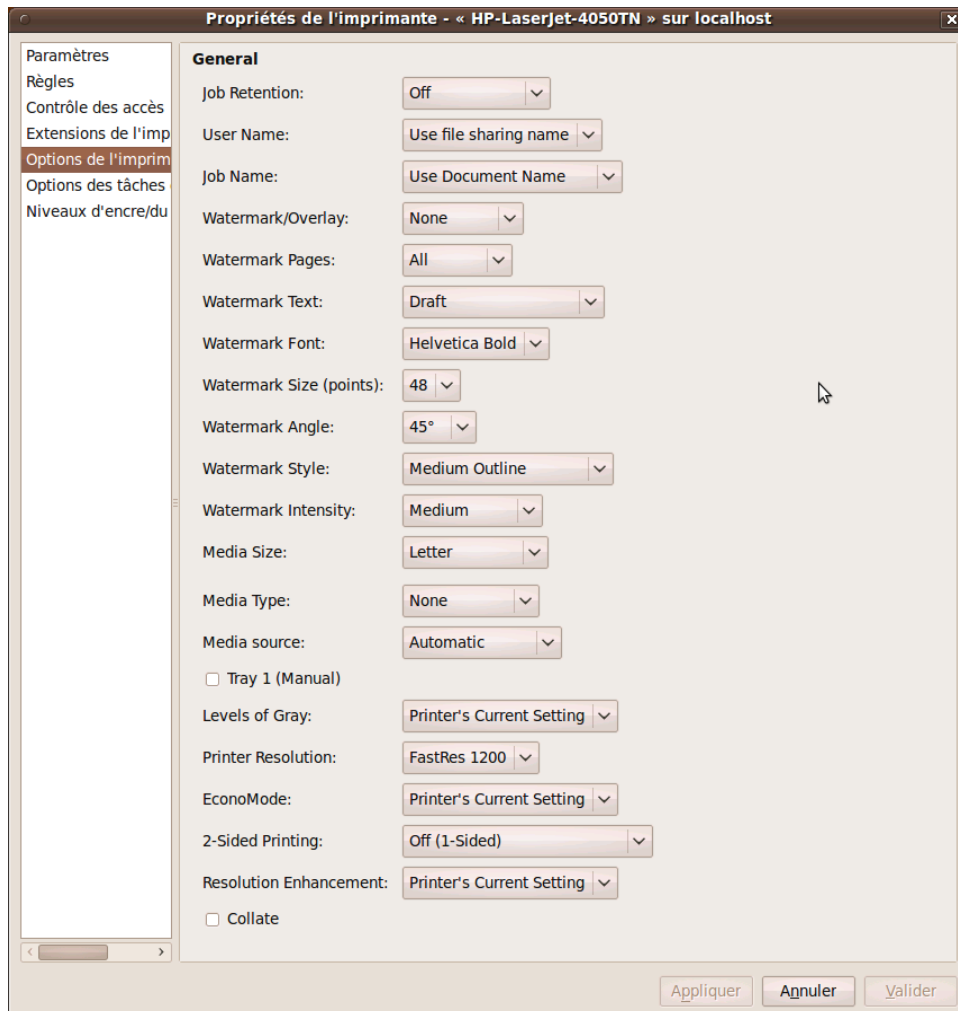 Propriétés de l'imprimante - « HP-LaserJet-4050TN » sur localhost
Paramètres
Règles
Contrôle des accès
Extensions de l'imp
Options de l'imprim
Options des tâches
Niveaux d'encre/du
General
Job Retention: Off
User Name: Use file sharing name
Job Name: Use Document Name
Watermark/Overlay: None
Watermark Pages: All
Watermark Text: Draft
Watermark Font: Helvetica Bold
Watermark Size (points): 48
Watermark Angle: 45°
Watermark Style: Medium Outline
Watermark Intensity: Medium
Media Size: Letter
Media Type: None
Media source: Automatic
Tray 1 (Manual)
Levels of Gray: Printer's Current Setting
Printer Resolution: FastRes 1200
EconoMode: Printer's Current Setting
2-Sided Printing: Off (1-Sided)
Resolution Enhancement: Printer's Current Setting
Collate
Appliquer Annuler Valider